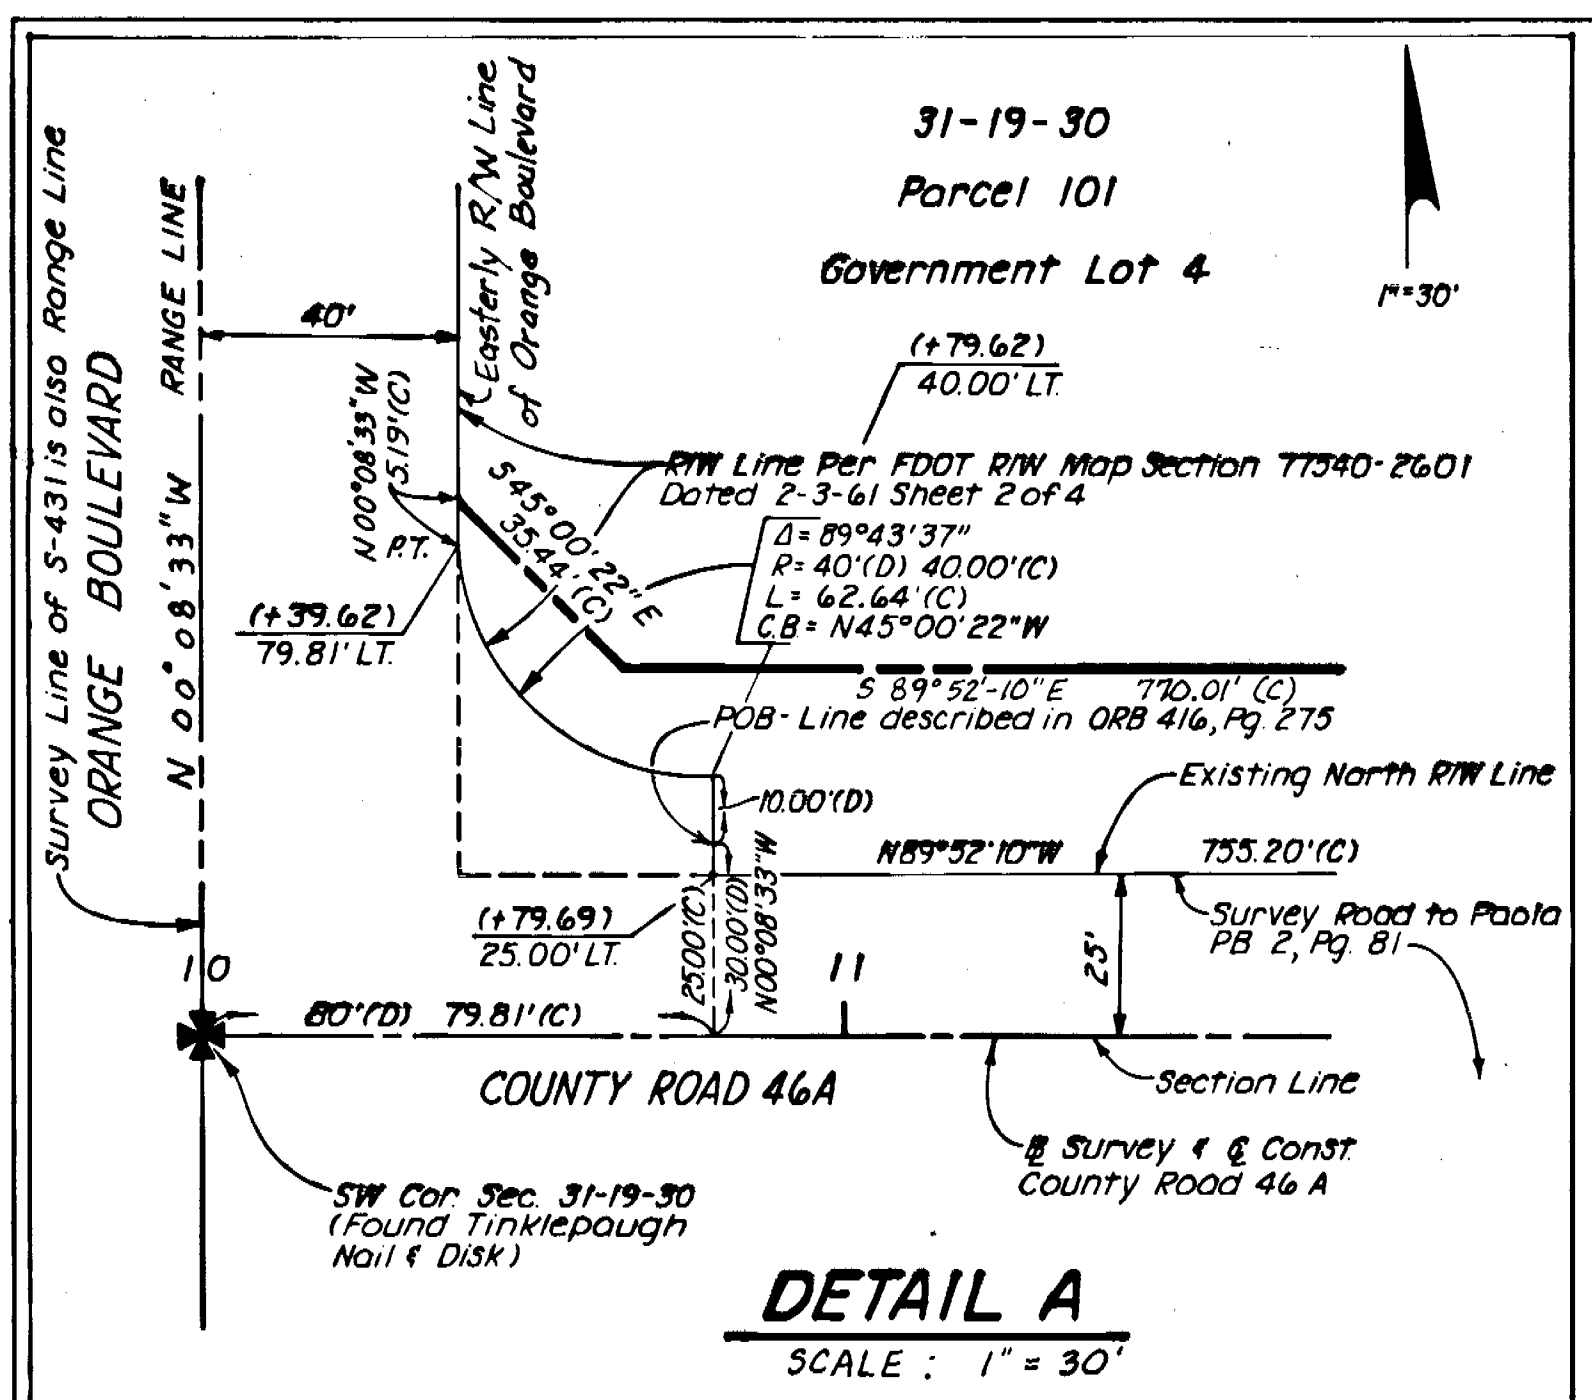 31-19-30
Parcel 101
Government Lot 4
1"=30'
Survey Line of S-431 is also Range Line
ORANGE BOULEVARD
N 00°08'33"W RANGE LINE
40'
Easterly R/W Line
of Orange Boulevard
(+79.62)
40.00' LT.
N 00°08'33"W
5.19'(C)
P.T.
R/W Line Per FDOT R/W Map Section 77540-2601
Dated 2-3-61 Sheet 2 of 4
S 45°00'22"E
35.44'(C)
Δ= 89°43'37"
R= 40'(D) 40.00'(C)
L= 62.64'(C)
C.B.= N45°00'22"W
(+39.62)
79.81' LT.
S 89°52'-10"E 770.01' (C)
POB- Line described in ORB 416, Pg. 275
Existing North R/W Line
10.00'(D)
N89°52'10"W 755.20'(C)
(+79.69)
25.00' LT.
25.00'(C)
30.00'(D)
N00°08'33"W
25'
Survey Road to Paola
PB 2, Pg. 81
10
11
80'(D) 79.81'(C)
COUNTY ROAD 46A
Section Line
℄ Survey & ℄ Const.
County Road 46 A
SW Cor. Sec. 31-19-30
(Found Tinklepaugh
Nail & Disk)
DETAIL A
SCALE : 1" = 30'